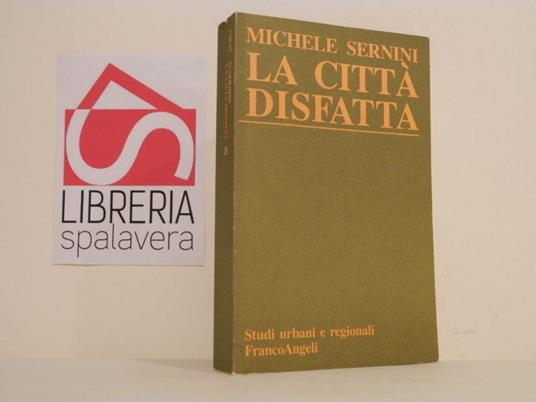 MICHELE SERNINI
LA CITTÀ
DISFATTA
Studi urbani e regionali
FrancoAngeli
LIBRERIA
spalavera